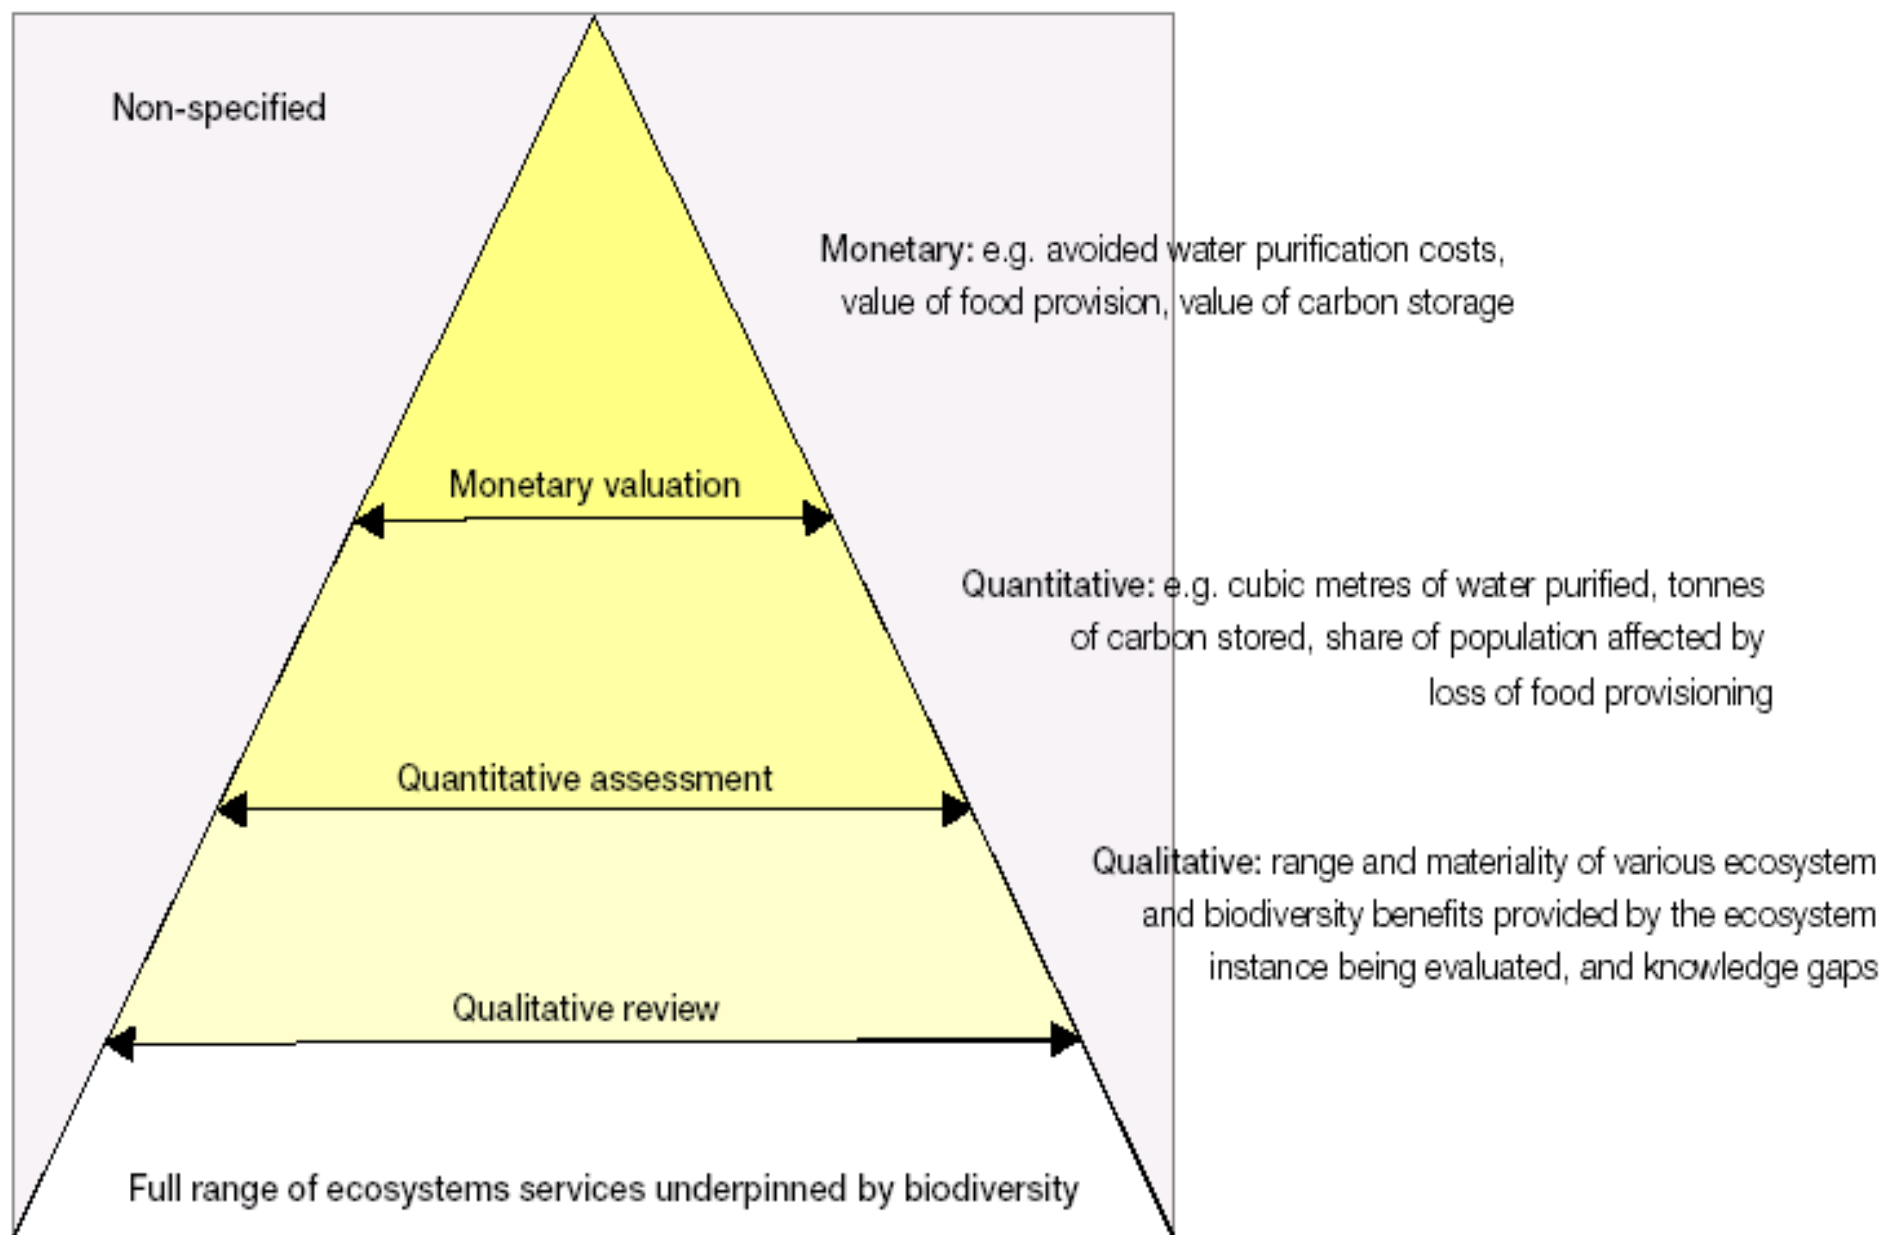 Non-specified
Monetary: e.g. avoided water purification costs,
value of food provision, value of carbon storage
Monetary valuation
Quantitative: e.g. cubic metres of water purified, tonnes
of carbon stored, share of population affected by
loss of food provisioning
Quantitative assessment
Qualitative: range and materiality of various ecosystem
and biodiversity benefits provided by the ecosystem
instance being evaluated, and knowledge gaps
Qualitative review
Full range of ecosystems services underpinned by biodiversity